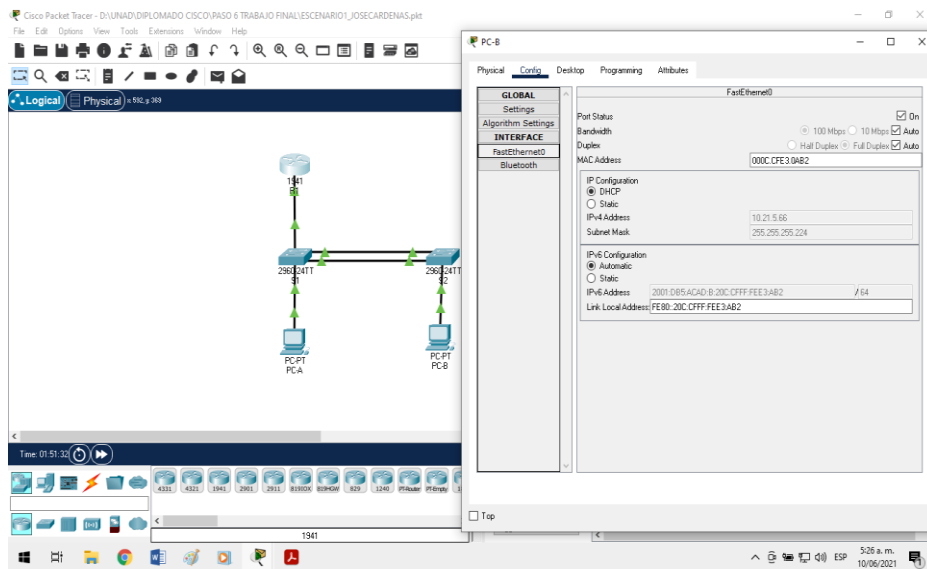 Cisco Packet Tracer - D:\UNAD\DIPLOMADO CISCO\PASO 6 TRABAJO FINAL\ESCENARIO1_JOSECARDENAS.pkt
File Edit Options View Tools Extensions Window Help
Logical
Physical
x: 592, y: 369
1941
R1
2960-24TT
S1
2960-24TT
S2
PC-PT
PC-A
PC-PT
PC-B
Time: 01:51:32
4331 4321 1941 2901 2911 819IOX 819HGW 829 1240 PT-Router PT-Empty
1941
PC-B
Physical Config Desktop Programming Attributes
GLOBAL
Settings
Algorithm Settings
INTERFACE
FastEthernet0
Bluetooth
FastEthernet0
Port Status On
Bandwidth 100 Mbps 10 Mbps Auto
Duplex Half Duplex Full Duplex Auto
MAC Address 000C.CFE3.0AB2
IP Configuration
DHCP
Static
IPv4 Address 10.21.5.66
Subnet Mask 255.255.255.224
IPv6 Configuration
Automatic
Static
IPv6 Address 2001:DB5:ACAD:B:20C:CFFF:FEE3:AB2 / 64
Link Local Address: FE80::20C:CFFF:FEE3:AB2
Top
ESP
5:26 a. m.
10/06/2021